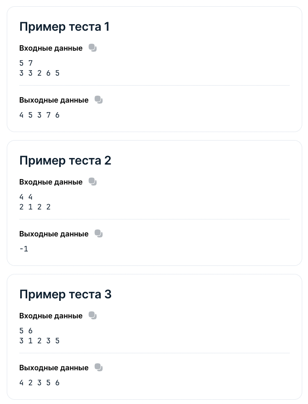 Пример теста 1
Входные данные
5 7
3 3 2 6 5
Выходные данные
4 5 3 7 6
Пример теста 2
Входные данные
4 4
2 1 2 2
Выходные данные
-1
Пример теста 3
Входные данные
5 6
3 1 2 3 5
Выходные данные
4 2 3 5 6